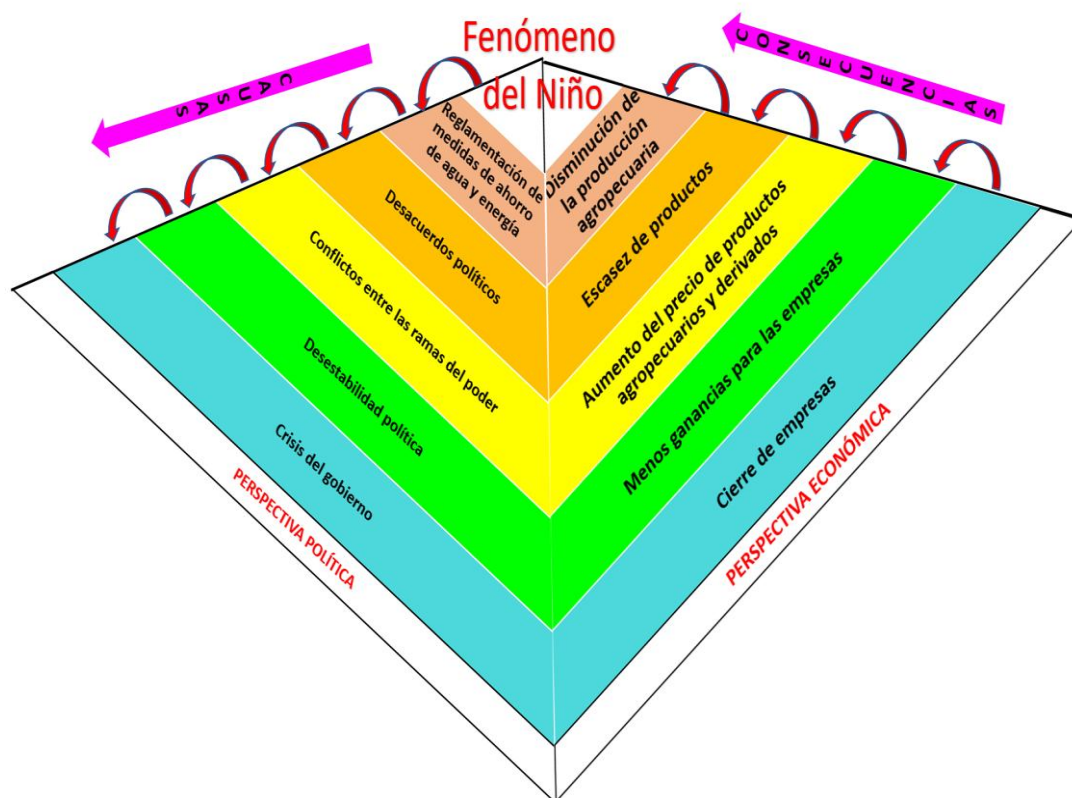 Fenómeno
del Niño
CAUSAS
CONSECUENCIAS
Reglamentación de
medidas de ahorro
de agua y energía
Desacuerdos políticos
Conflictos entre las ramas del poder
Desestabilidad política
Crisis del gobierno
PERSPECTIVA POLÍTICA
Disminución de
la producción
agropecuaria
Escasez de productos
Aumento del precio de productos
agropecuarios y derivados
Menos ganancias para las empresas
Cierre de empresas
PERSPECTIVA ECONÓMICA